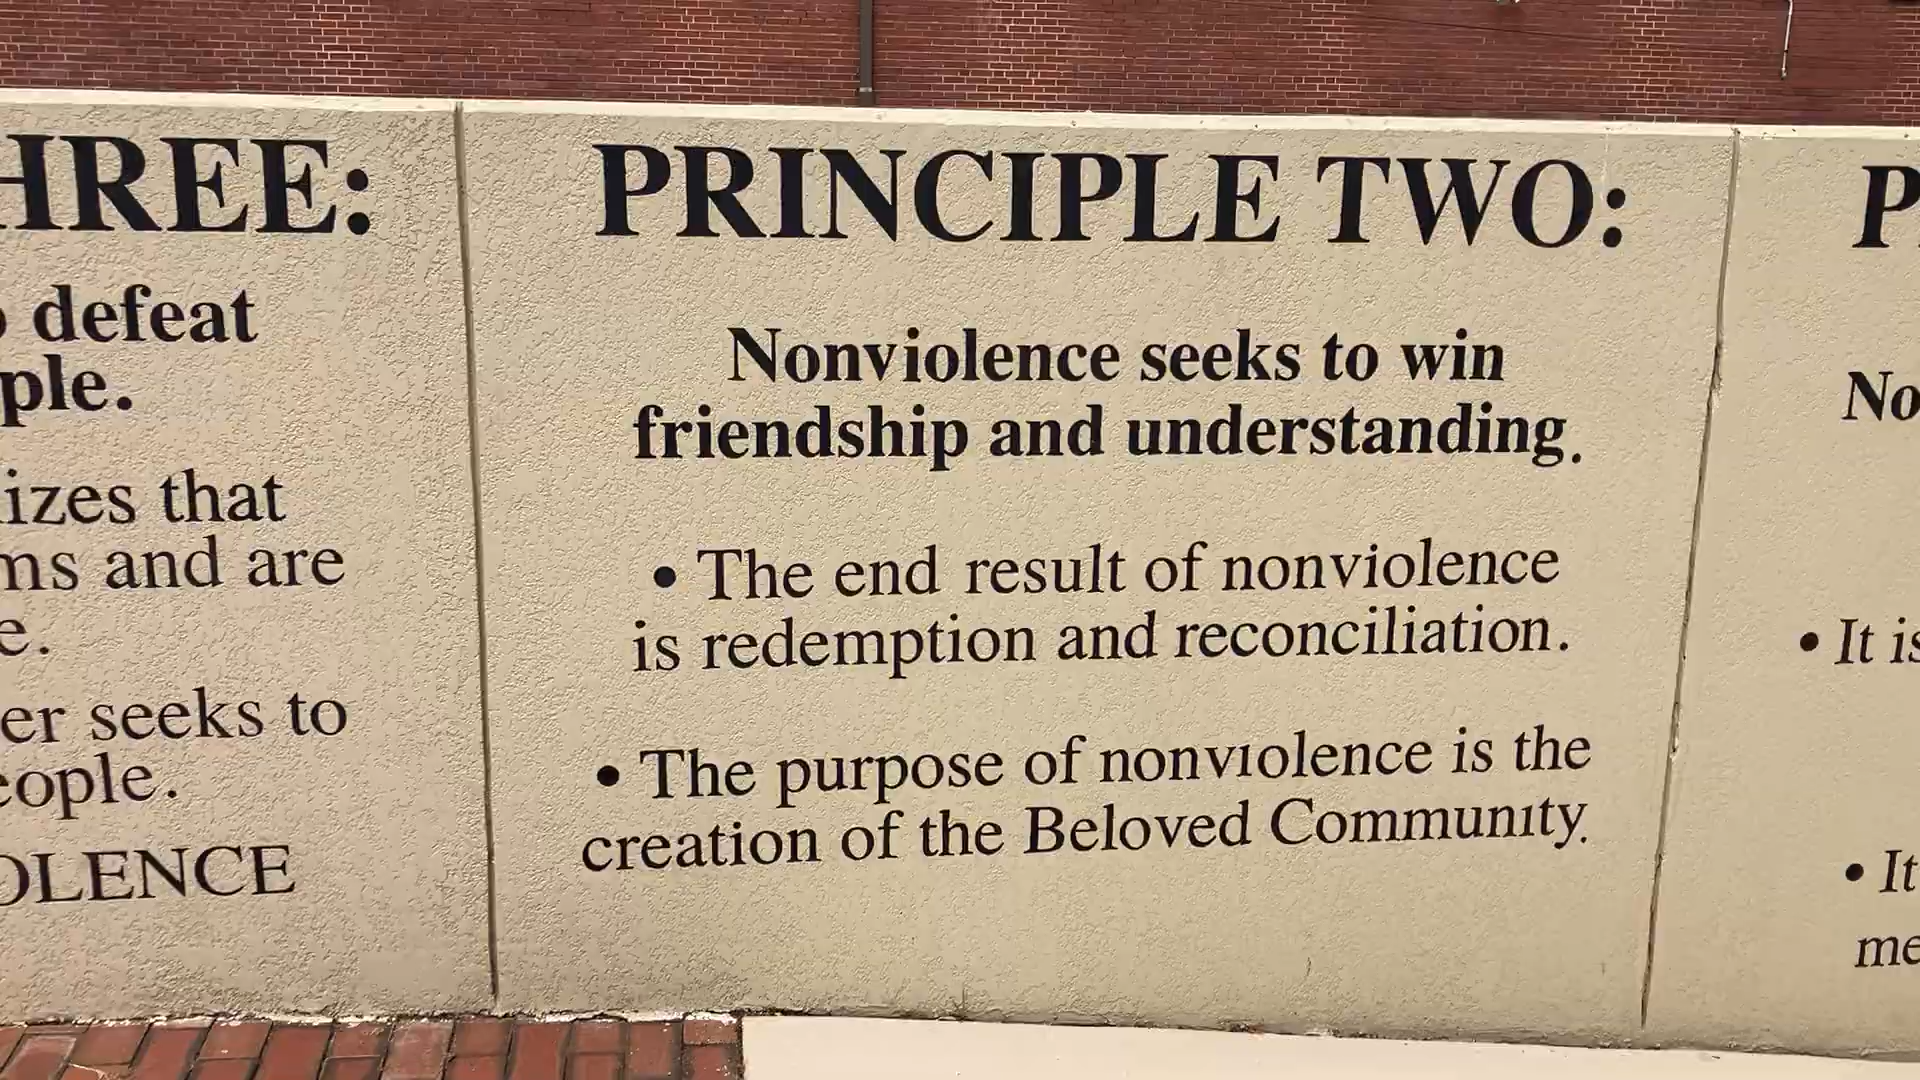 HREE:
defeat
ple.
izes that
ms and are
e.
er seeks to
eople.
OLENCE
PRINCIPLE TWO:
Nonviolence seeks to win
friendship and understanding.
• The end result of nonviolence
is redemption and reconciliation.
• The purpose of nonviolence is the
creation of the Beloved Community.
P
No
• It is
• It
me